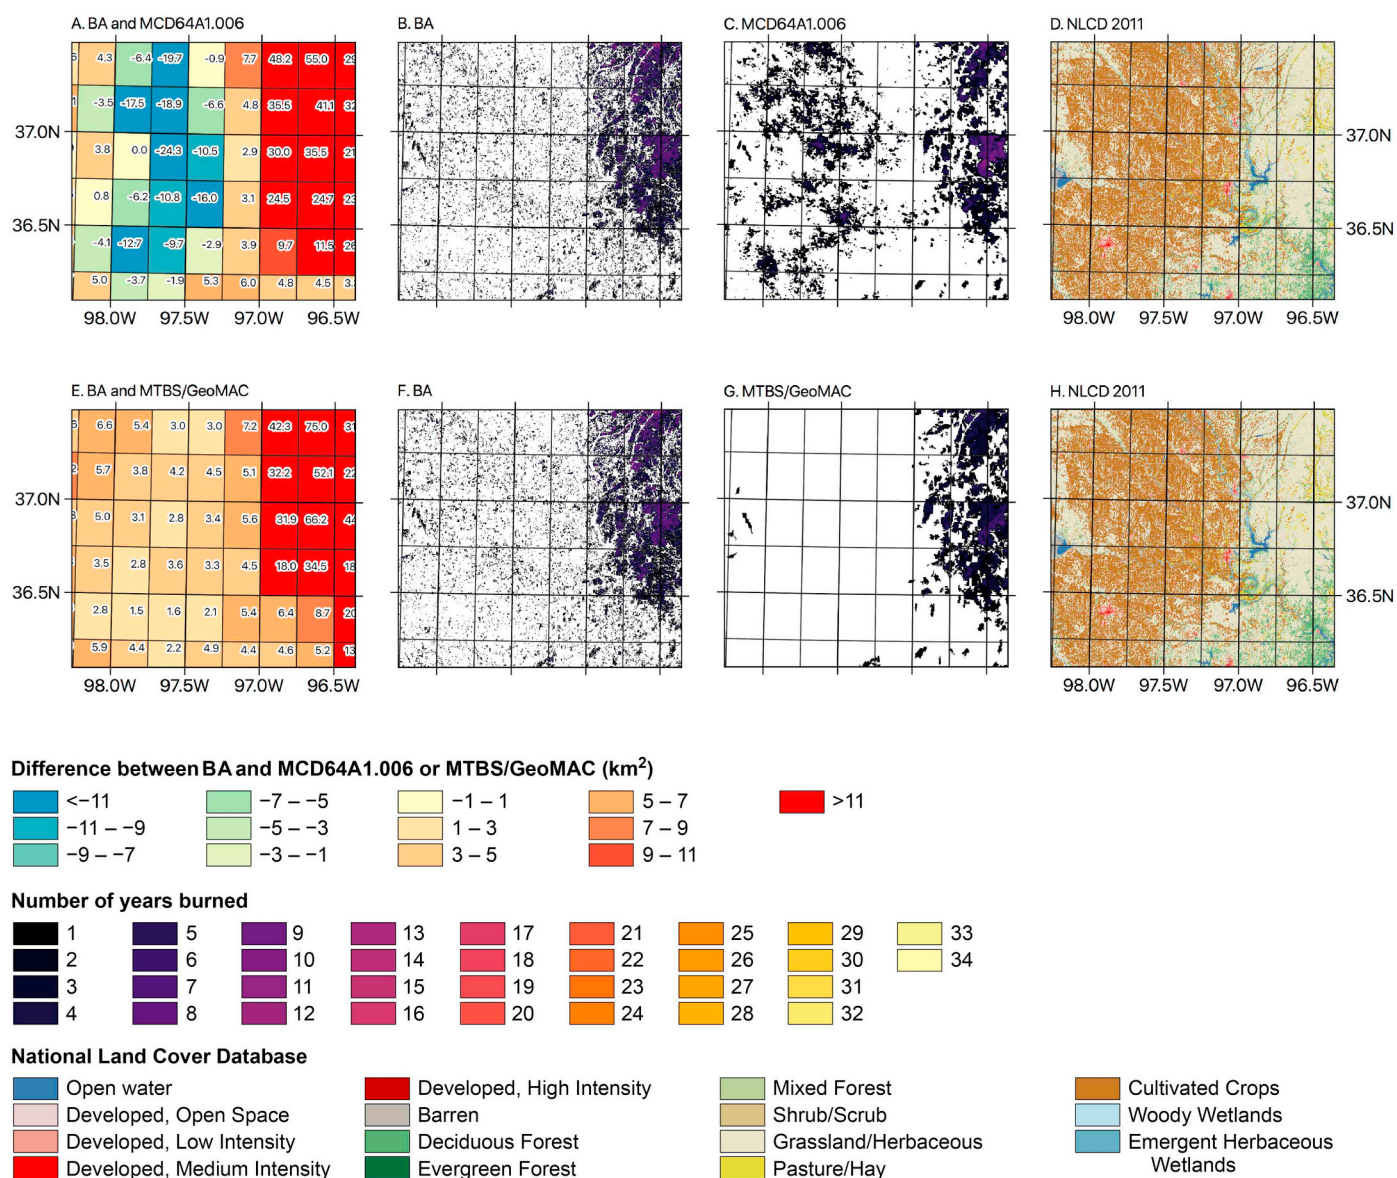 A. BA and MCD64A1.006
B. BA
C. MCD64A1.006
D. NLCD 2011
4.3 -6.4 -19.7 -0.9 7.7 48.2 55.0 29
-3.5 -17.5 -18.9 -6.6 4.8 35.5 41.1 32
37.0N
37.0N
3.8 0.0 -24.3 -10.5 2.9 30.0 35.5 21
0.8 -6.2 -10.8 -16.0 3.1 24.5 24.7 23
36.5N
36.5N
-4.1 -12.7 -9.7 -2.9 3.9 9.7 11.5 26
5.0 -3.7 -1.9 5.3 6.0 4.8 4.5 3.
98.0W 97.5W 97.0W 96.5W
98.0W 97.5W 97.0W 96.5W
E. BA and MTBS/GeoMAC
F. BA
G. MTBS/GeoMAC
H. NLCD 2011
6.6 5.4 3.0 3.0 7.2 42.3 75.0 31
5.7 3.8 4.2 4.5 5.1 32.2 52.1 22
37.0N
37.0N
5.0 3.1 2.8 3.4 5.6 31.9 66.2 44
3.5 2.8 3.6 3.3 4.5 18.0 34.5 18
36.5N
36.5N
2.8 1.5 1.6 2.1 5.4 6.4 8.7 20
5.9 4.4 2.2 4.9 4.4 4.6 5.2 13
98.0W 97.5W 97.0W 96.5W
98.0W 97.5W 97.0W 96.5W
Difference between BA and MCD64A1.006 or MTBS/GeoMAC (km²)
<−11 −7 – −5 −1 – 1 5 – 7 >11
−11 – −9 −5 – −3 1 – 3 7 – 9
−9 – −7 −3 – −1 3 – 5 9 – 11
Number of years burned
1 5 9 13 17 21 25 29 33
2 6 10 14 18 22 26 30 34
3 7 11 15 19 23 27 31
4 8 12 16 20 24 28 32
National Land Cover Database
Open water
Developed, Open Space
Developed, Low Intensity
Developed, Medium Intensity
Developed, High Intensity
Barren
Deciduous Forest
Evergreen Forest
Mixed Forest
Shrub/Scrub
Grassland/Herbaceous
Pasture/Hay
Cultivated Crops
Woody Wetlands
Emergent Herbaceous
Wetlands